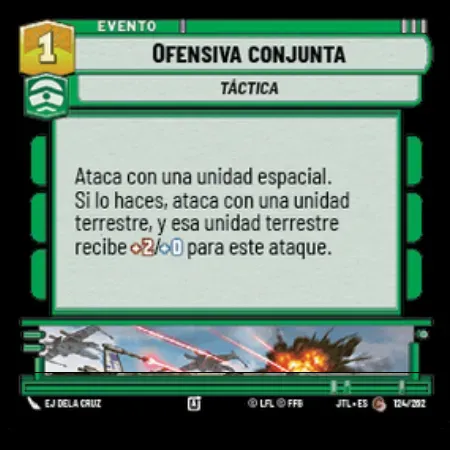 EVENTO
1
OFENSIVA CONJUNTA
TÁCTICA
Ataca con una unidad espacial.
Si lo haces, ataca con una unidad
terrestre, y esa unidad terrestre
recibe +2/+0 para este ataque.
EJ DELA CRUZ
© LFL © FFG
JTL • ES
124/262